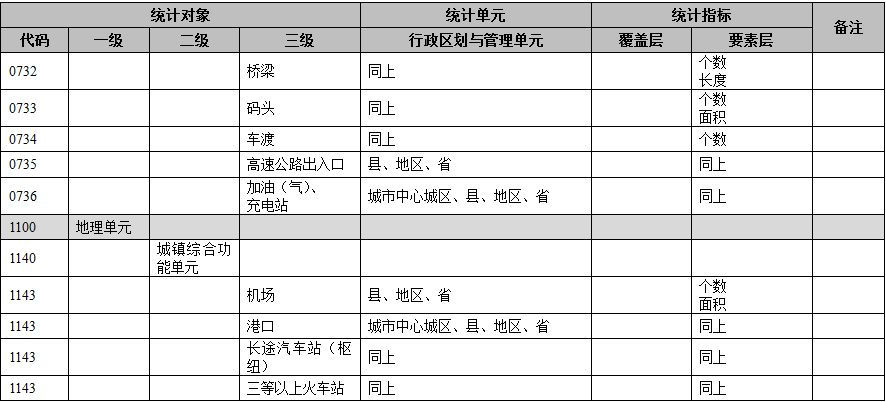 统计对象 统计单元 统计指标 备注
代码 一级 二级 三级 行政区划与管理单元 覆盖层 要素层
0732 桥梁 同上 个数
长度
0733 码头 同上 个数
面积
0734 车渡 同上 个数
0735 高速公路出入口 县、地区、省 同上
0736 加油（气）、
充电站 城市中心城区、县、地区、省 同上
1100 地理单元
1140 城镇综合功
能单元
1143 机场 县、地区、省 个数
面积
1143 港口 城市中心城区、县、地区、省 同上
1143 长途汽车站（枢
纽） 同上 同上
1143 三等以上火车站 同上 同上